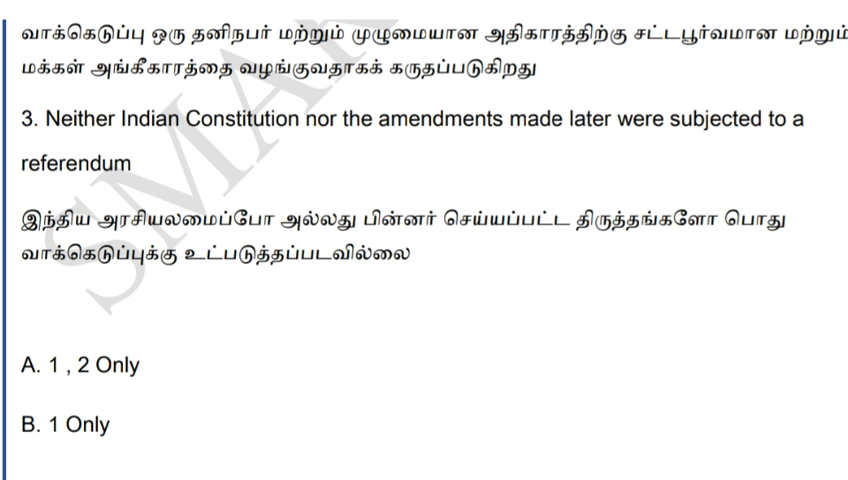 வாக்கெடுப்பு ஒரு தனிநபர் மற்றும் முழுமையான அதிகாரத்திற்கு சட்டபூர்வமான மற்றும்
மக்கள் அங்கீகாரத்தை வழங்குவதாகக் கருதப்படுகிறது
3. Neither Indian Constitution nor the amendments made later were subjected to a
referendum
இந்திய அரசியலமைப்போ அல்லது பின்னர் செய்யப்பட்ட திருத்தங்களோ பொது
வாக்கெடுப்புக்கு உட்படுத்தப்படவில்லை
A. 1 , 2 Only
B. 1 Only